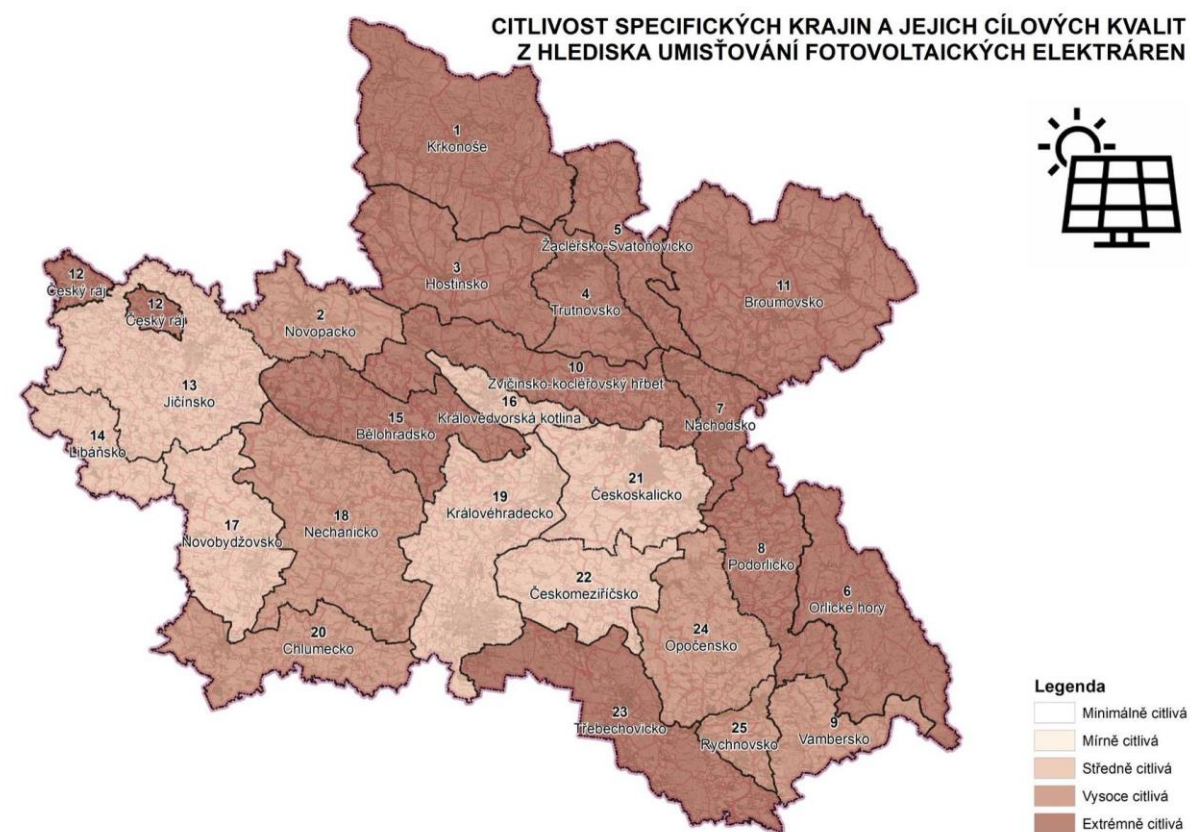 CITLIVOST SPECIFICKÝCH KRAJIN A JEJICH CÍLOVÝCH KVALIT
Z HLEDISKA UMISŤOVÁNÍ FOTOVOLTAICKÝCH ELEKTRÁREN
1
Krkonoše
5
Žacléřsko-Svatoňovicko
3
Hostinsko
4
Trutnovsko
11
Broumovsko
12
Český ráj
12
Český ráj
2
Novopacko
10
Zvičinsko-kocléřovský hřbet
13
Jičínsko
16
Královédvorská kotlina
7
Náchodsko
15
Bělohradsko
14
Libáňsko
21
Českoskalicko
19
Královéhradecko
18
Nechanicko
17
Novobydžovsko
8
Podorlicko
22
Českomeziříčsko
6
Orlické hory
24
Opočensko
20
Chlumecko
23
Třebechovicko
25
Rychnovsko
9
Vambersko
Legenda
Minimálně citlivá
Mírně citlivá
Středně citlivá
Vysoce citlivá
Extrémně citlivá